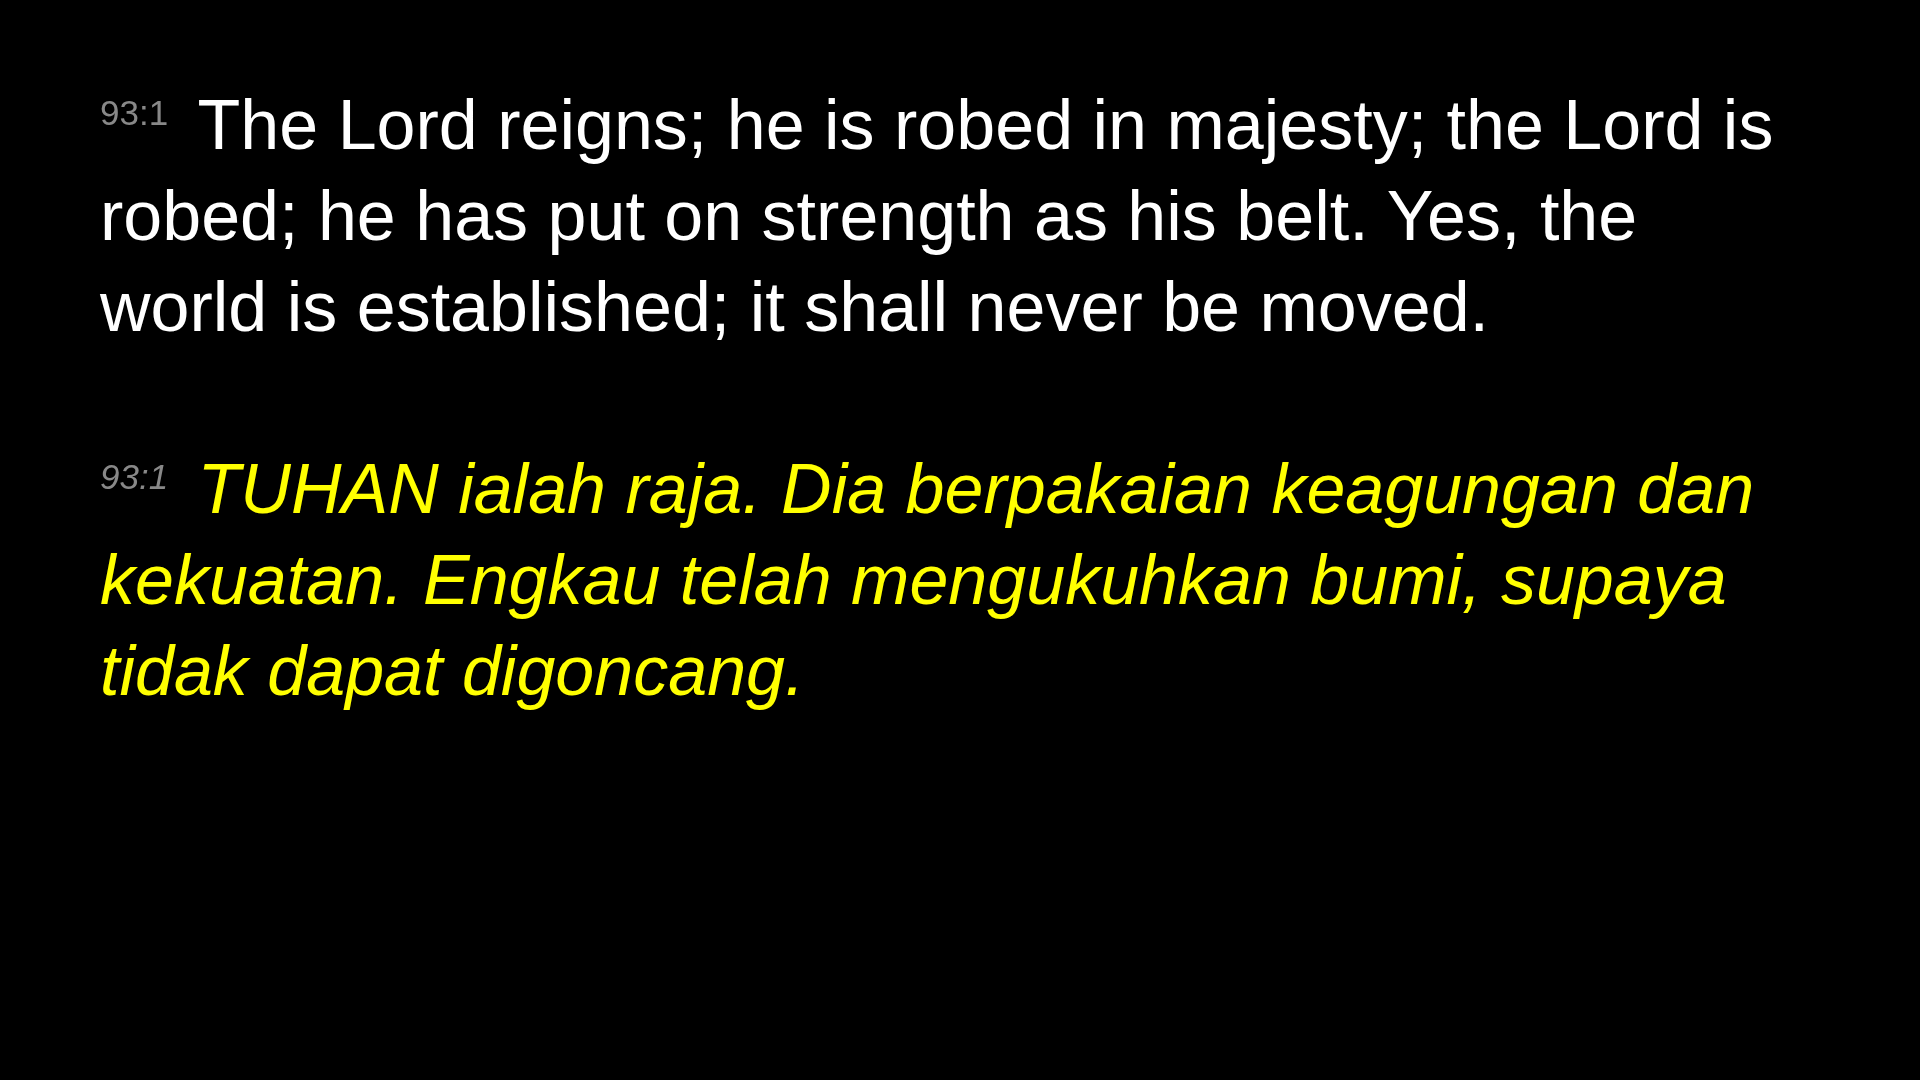 93:1 The Lord reigns; he is robed in majesty; the Lord is
robed; he has put on strength as his belt. Yes, the
world is established; it shall never be moved.
93:1 TUHAN ialah raja. Dia berpakaian keagungan dan
kekuatan. Engkau telah mengukuhkan bumi, supaya
tidak dapat digoncang.